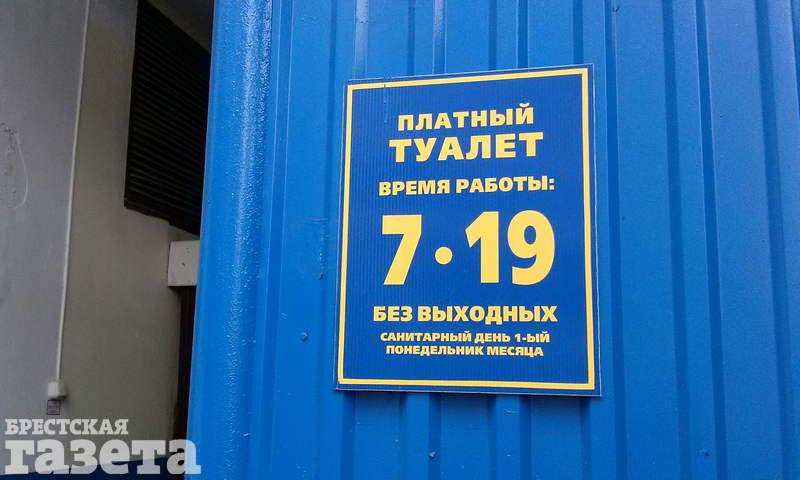 ПЛАТНЫЙ
ТУАЛЕТ
ВРЕМЯ РАБОТЫ:
7·19
БЕЗ ВЫХОДНЫХ
САНИТАРНЫЙ ДЕНЬ 1-ЫЙ
ПОНЕДЕЛЬНИК МЕСЯЦА
БРЕСТСКАЯ
газета